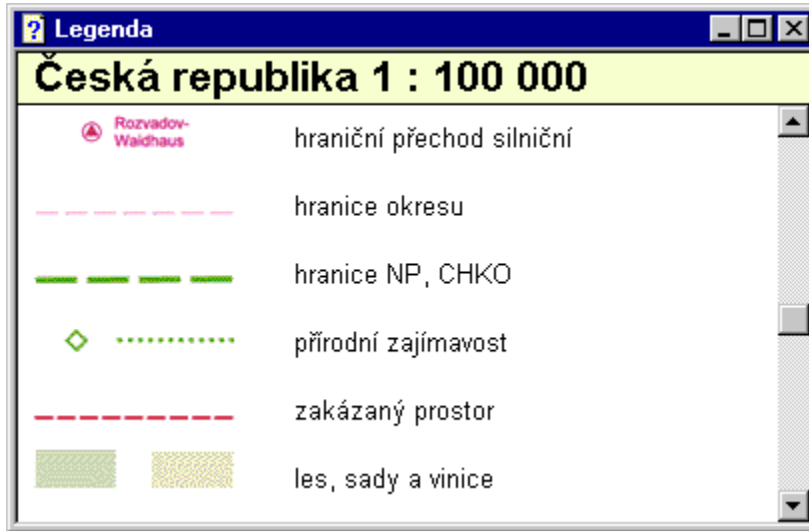 Legenda
Česká republika 1 : 100 000
Rozvadov-
Waidhaus
hraniční přechod silniční
hranice okresu
hranice NP, CHKO
přírodní zajímavost
zakázaný prostor
les, sady a vinice